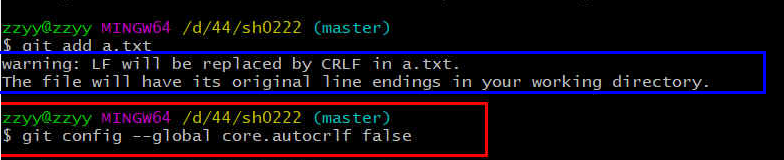 zzyy@zzyy MINGW64 /d/44/sh0222 (master)
$ git add a.txt
warning: LF will be replaced by CRLF in a.txt.
The file will have its original line endings in your working directory.
zzyy@zzyy MINGW64 /d/44/sh0222 (master)
$ git config --global core.autocrlf false